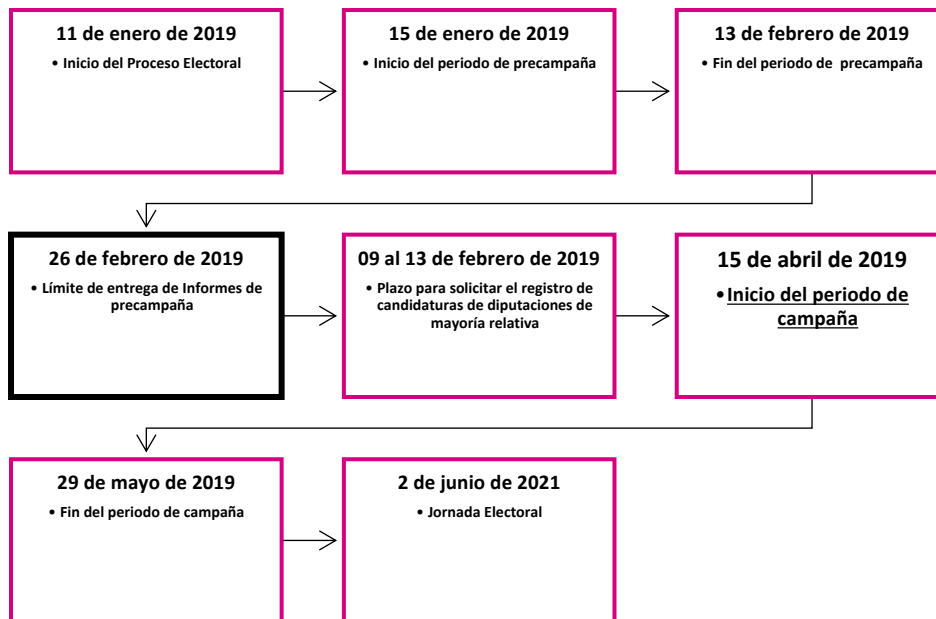 11 de enero de 2019
• Inicio del Proceso Electoral
15 de enero de 2019
• Inicio del periodo de precampaña
13 de febrero de 2019
• Fin del periodo de precampaña
26 de febrero de 2019
• Límite de entrega de Informes de
precampaña
09 al 13 de febrero de 2019
• Plazo para solicitar el registro de
candidaturas de diputaciones de
mayoría relativa
15 de abril de 2019
•Inicio del periodo de
campaña
29 de mayo de 2019
• Fin del periodo de campaña
2 de junio de 2021
• Jornada Electoral